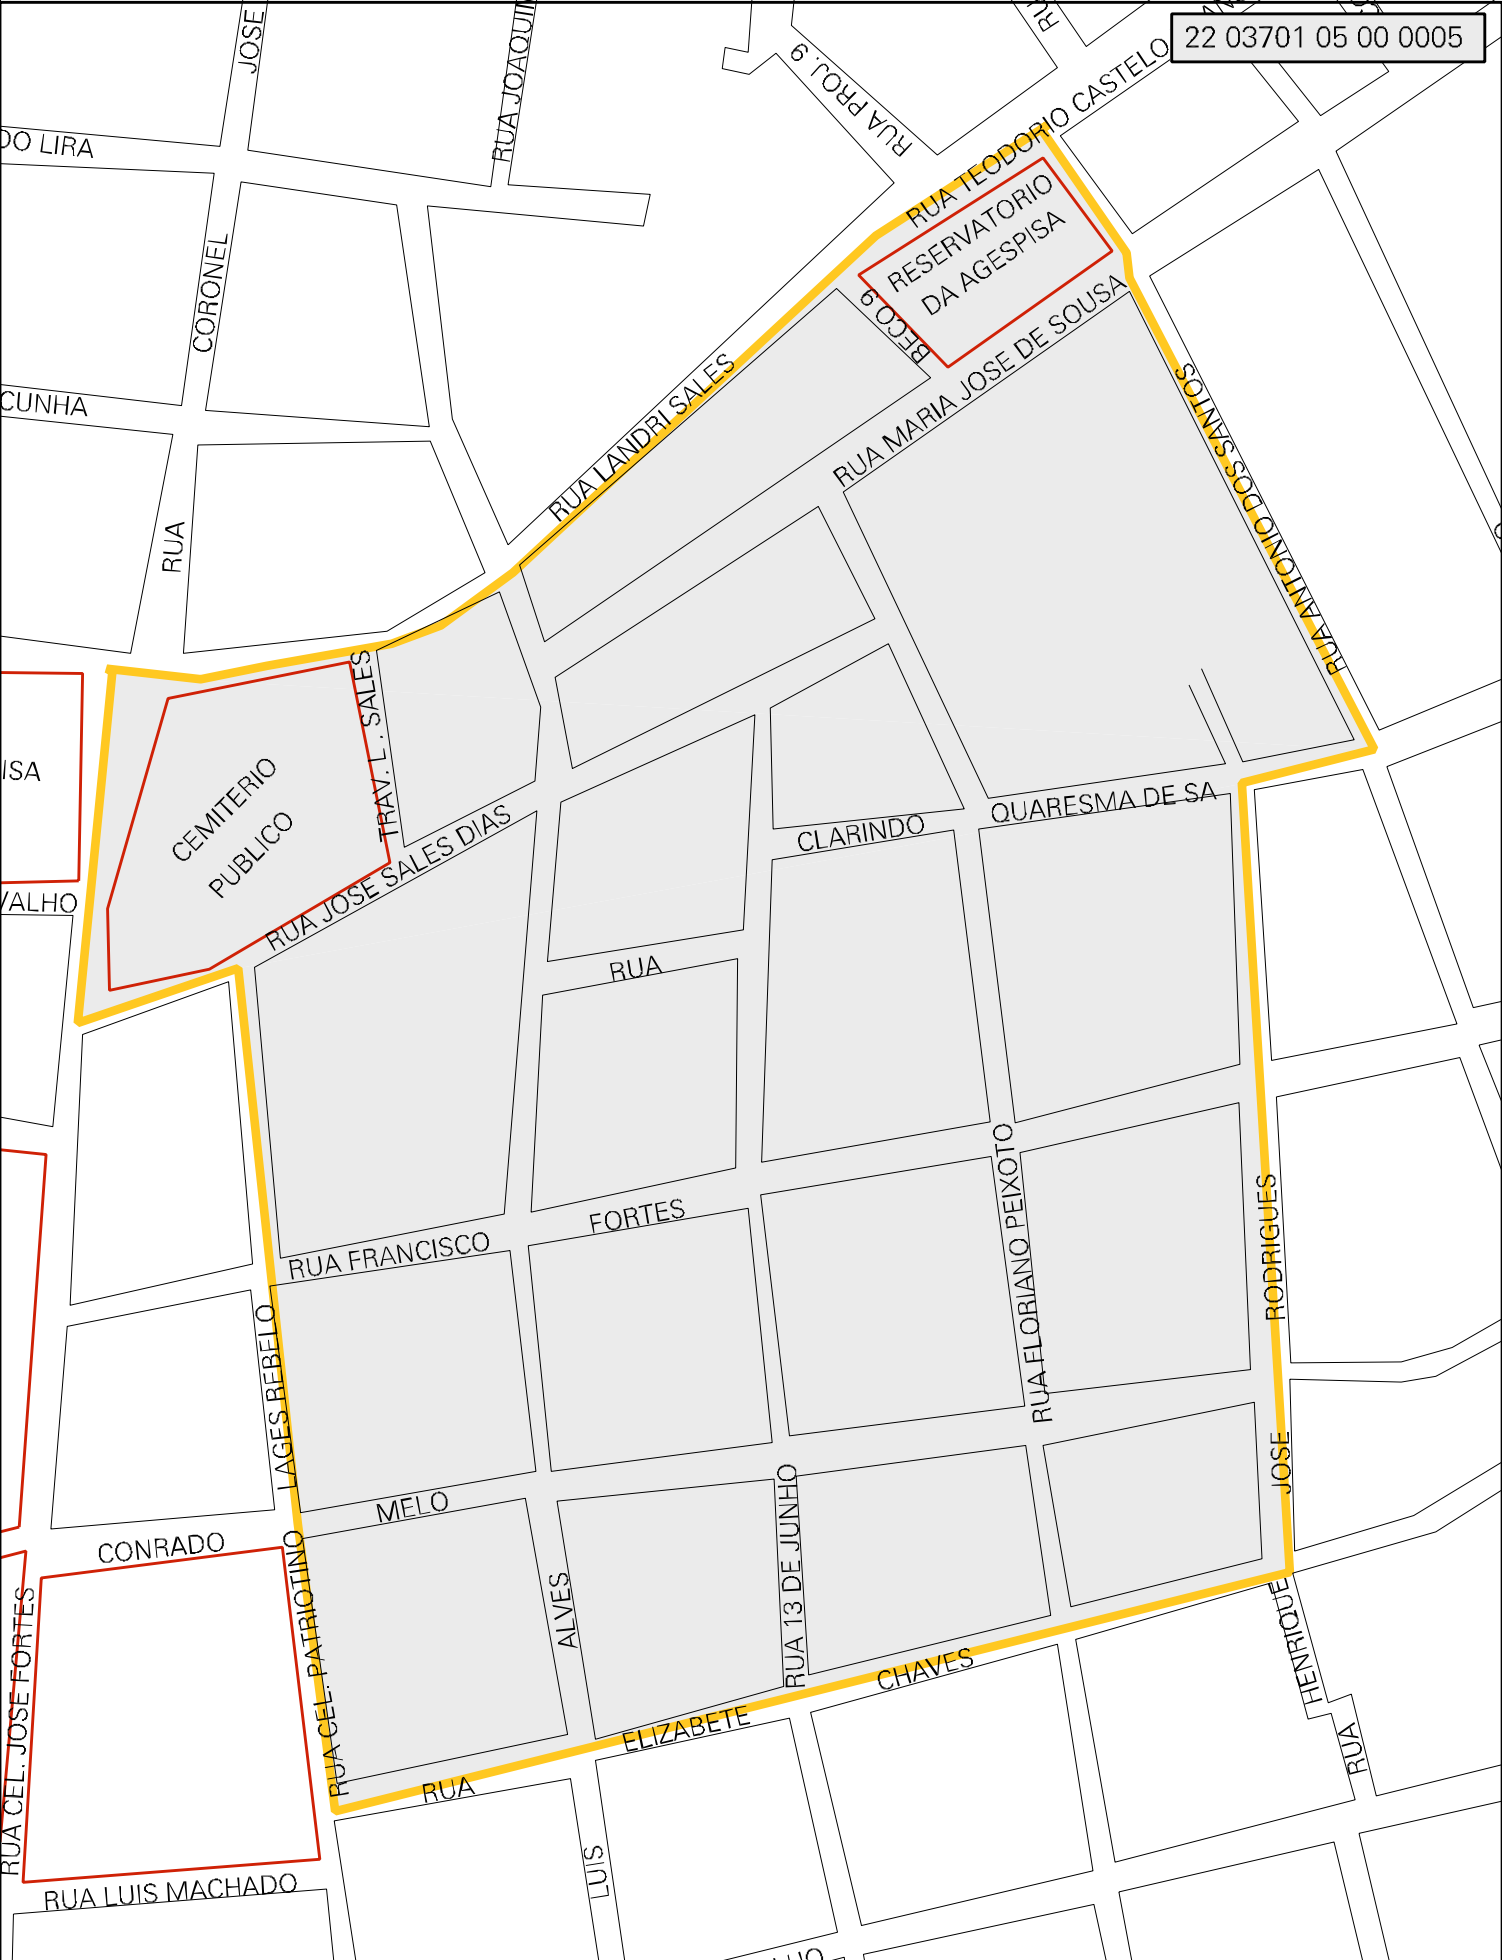 22 03701 05 00 0005
JOSE
RUA JOAQUIM
RUA PROJ. 9
RUA TEODORIO CASTELO
DO LIRA
RESERVATORIO
DA AGESPISA
CORONEL
BECO 9
RUA MARIA JOSE DE SOUSA
RUA LANDRI SALES
CUNHA
RUA ANTONIO DOS SANTOS
RUA
TRAV. L. SALES
ISA
CEMITERIO
PUBLICO
QUARESMA DE SA
CLARINDO
RUA JOSE SALES DIAS
VALHO
RUA
RUA FLORIANO PEIXOTO
RODRIGUES
FORTES
RUA FRANCISCO
LAGES REBELO
JOSE
MELO
RUA 13 DE JUNHO
CONRADO
RUA CEL. PATRIOTINO
ALVES
HENRIQUE
RUA CEL. JOSE FORTES
CHAVES
ELIZABETE
RUA
RUA
LUIS
RUA LUIS MACHADO